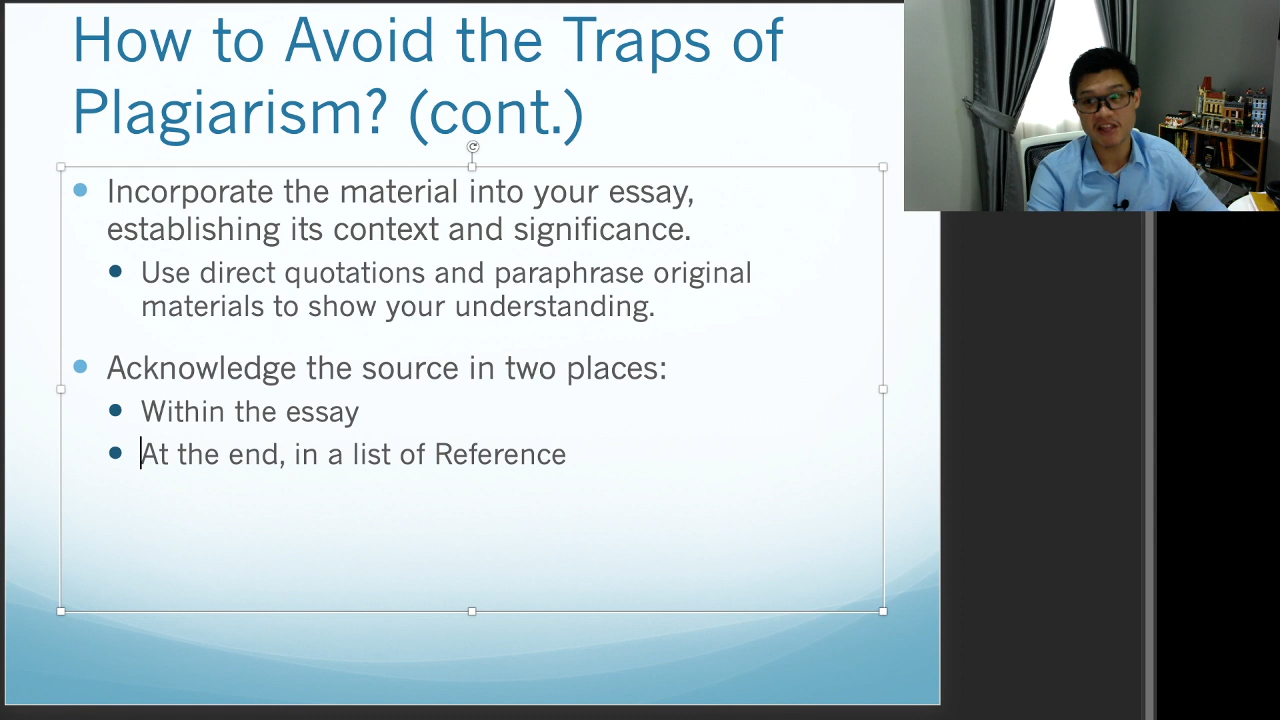 How to Avoid the Traps of
Plagiarism? (cont.)
Incorporate the material into your essay,
establishing its context and significance.
Use direct quotations and paraphrase original
materials to show your understanding.
Acknowledge the source in two places:
Within the essay
At the end, in a list of Reference